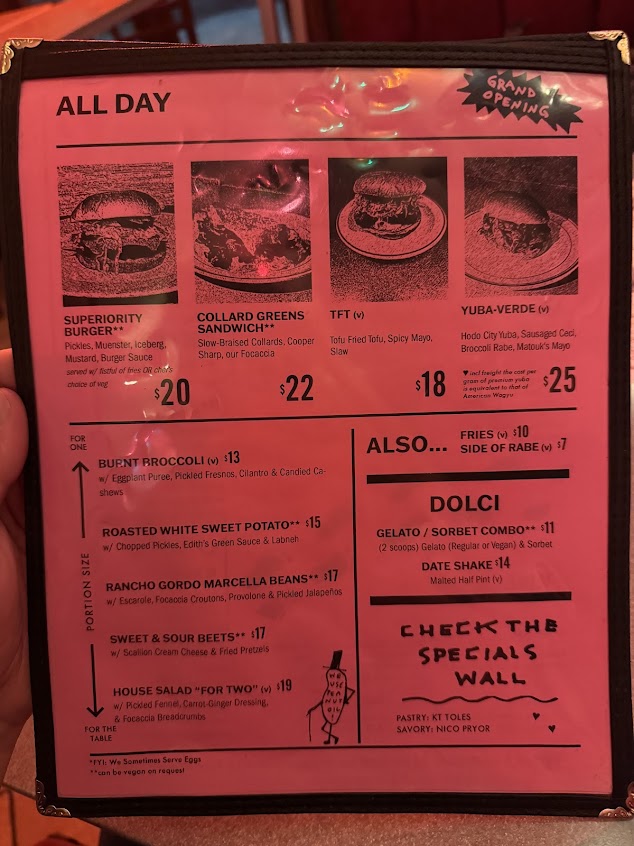 ALL DAY
GRAND
OPENING
SUPERIORITY
BURGER**
Pickles, Muenster, Iceberg,
Mustard, Burger Sauce
served w/ fistful of fries OR chef's
choice of veg
$20
COLLARD GREENS
SANDWICH**
Slow-Braised Collards, Cooper
Sharp, our Focaccia
$22
TFT (v)
Tofu Fried Tofu, Spicy Mayo,
Slaw
$18
YUBA-VERDE (v)
Hodo City Yuba, Sausaged Ceci,
Broccoli Rabe, Matouk's Mayo
♥ incl freight the cost per
gram of premium yuba
is equivalent to that of
American Wagyu
$25
FOR
ONE
PORTION SIZE
FOR THE
TABLE
BURNT BROCCOLI (v) $13
w/ Eggplant Puree, Pickled Fresnos, Cilantro & Candied Ca-
shews
ROASTED WHITE SWEET POTATO** $15
w/ Chopped Pickles, Edith's Green Sauce & Labneh
RANCHO GORDO MARCELLA BEANS** $17
w/ Escarole, Focaccia Croutons, Provolone & Pickled Jalapeños
SWEET & SOUR BEETS** $17
w/ Scallion Cream Cheese & Fried Pretzels
HOUSE SALAD "FOR TWO" (v) $19
w/ Pickled Fennel, Carrot-Ginger Dressing,
& Focaccia Breadcrumbs
WE
USE
PEA
NUT
OIL!
*FYI: We Sometimes Serve Eggs
**can be vegan on request
ALSO...
FRIES (v) $10
SIDE OF RABE (v) $7
DOLCI
GELATO / SORBET COMBO** $11
(2 scoops) Gelato (Regular or Vegan) & Sorbet
DATE SHAKE $14
Malted Half Pint (v)
CHECK THE
SPECIALS
WALL
PASTRY: KT TOLES
SAVORY: NICO PRYOR